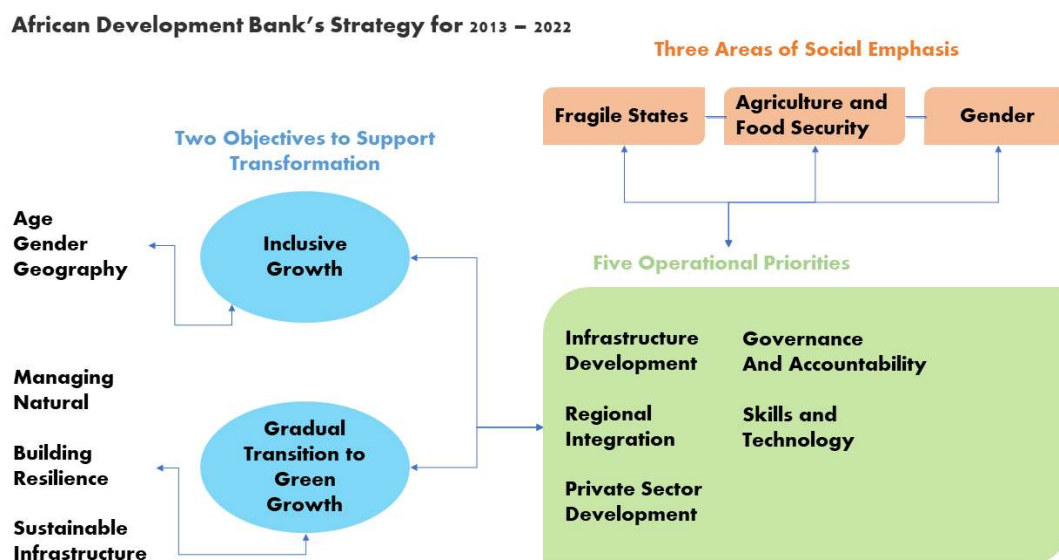 African Development Bank's Strategy for 2013 – 2022
Three Areas of Social Emphasis
Fragile States
Agriculture and
Food Security
Gender
Two Objectives to Support
Transformation
Age
Gender
Geography
Inclusive
Growth
Managing
Natural
Building
Resilience
Sustainable
Infrastructure
Gradual
Transition to
Green
Growth
Five Operational Priorities
Infrastructure
Development
Governance
And Accountability
Regional
Integration
Skills and
Technology
Private Sector
Development